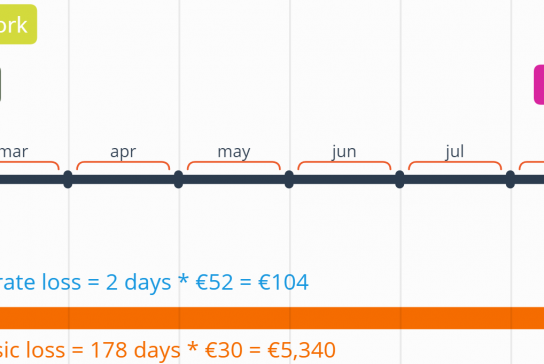 ork
mar apr may jun jul
rate loss = 2 days * €52 = €104
sic loss = 178 days * €30 = €5,340